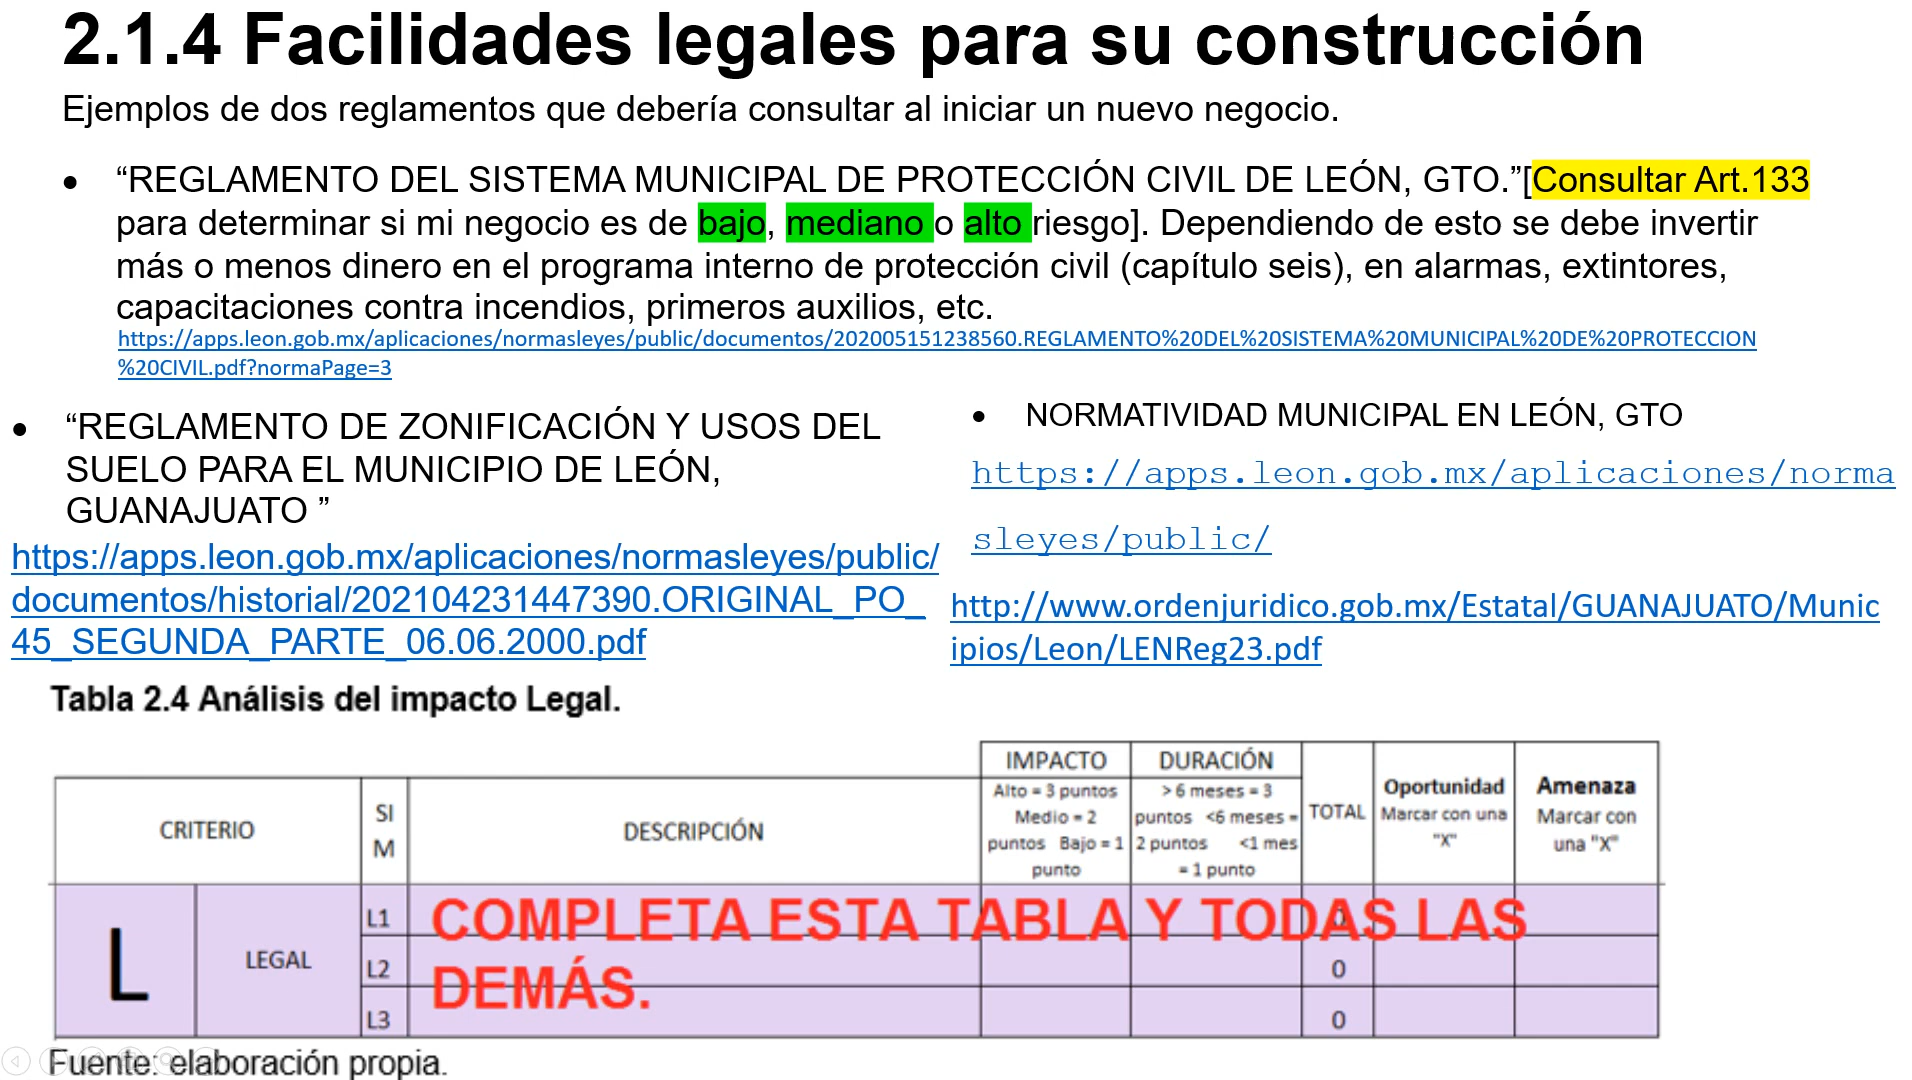 2.1.4 Facilidades legales para su construcción
Ejemplos de dos reglamentos que debería consultar al iniciar un nuevo negocio.
• “REGLAMENTO DEL SISTEMA MUNICIPAL DE PROTECCIÓN CIVIL DE LEÓN, GTO.”[Consultar Art.133
para determinar si mi negocio es de bajo, mediano o alto riesgo]. Dependiendo de esto se debe invertir
más o menos dinero en el programa interno de protección civil (capítulo seis), en alarmas, extintores,
capacitaciones contra incendios, primeros auxilios, etc.
https://apps.leon.gob.mx/aplicaciones/normasleyes/public/documentos/202005151238560.REGLAMENTO%20DEL%20SISTEMA%20MUNICIPAL%20DE%20PROTECCION
%20CIVIL.pdf?normaPage=3
• “REGLAMENTO DE ZONIFICACIÓN Y USOS DEL
SUELO PARA EL MUNICIPIO DE LEÓN,
GUANAJUATO ”
https://apps.leon.gob.mx/aplicaciones/normasleyes/public/
documentos/historial/202104231447390.ORIGINAL_PO_
45_SEGUNDA_PARTE_06.06.2000.pdf
• NORMATIVIDAD MUNICIPAL EN LEÓN, GTO
https://apps.leon.gob.mx/aplicaciones/norma
sleyes/public/
http://www.ordenjuridico.gob.mx/Estatal/GUANAJUATO/Munic
ipios/Leon/LENReg23.pdf
Tabla 2.4 Análisis del impacto Legal.
CRITERIO
SI
M
DESCRIPCIÓN
IMPACTO
Alto = 3 puntos
Medio = 2
puntos Bajo = 1
punto
DURACIÓN
> 6 meses = 3
puntos <6 meses =
2 puntos <1 mes
= 1 punto
TOTAL
Oportunidad
Marcar con una
"X"
Amenaza
Marcar con
una "X"
L
LEGAL
L1
COMPLETA ESTA TABLA Y TODAS LAS
DEMÁS.
0
L2
0
L3
0
Fuente: elaboración propia.